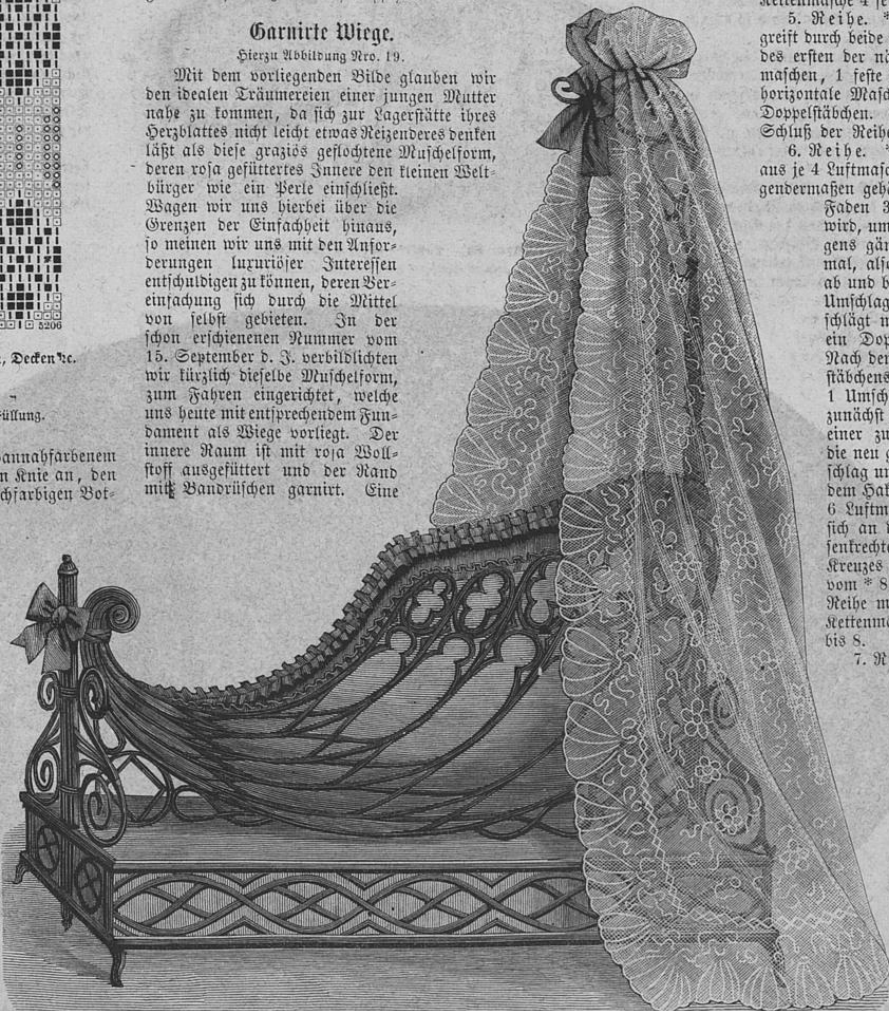 5206
, Decken ꝛc.
üllung.
annahfarbenem
n Knie an, den
chfarbigen Bot-
Garnirte Wiege.
Hierzu Abbildung Nro. 19.
Mit dem vorliegenden Bilde glauben wir
den idealen Träumereien einer jungen Mutter
nahe zu kommen, da sich zur Lagerstätte ihres
Herzblattes nicht leicht etwas Reizenderes denken
läßt als diese graziös geflochtene Muschelform,
deren rosa gefüttertes Innere den kleinen Welt-
bürger wie ein Perle einschließt.
Wagen wir uns hierbei über die
Grenzen der Einfachheit hinaus,
so meinen wir uns mit den Anfor-
derungen luxuriöser Interessen
entschuldigen zu können, deren Ver-
einfachung sich durch die Mittel
von selbst gebieten. In der
schon erschienenen Nummer vom
15. September d. J. verbildlichten
wir kürzlich dieselbe Muschelform,
zum Fahren eingerichtet, welche
uns heute mit entsprechendem Fun-
dament als Wiege vorliegt. Der
innere Raum ist mit rosa Woll-
stoff ausgefüttert und der Rand
mit Bandrüschen garnirt. Eine
5. Reihe. *
greift durch beide
des ersten der nä
maschen, 1 feste
horizontale Masch
Doppelstäbchen.
Schluß der Reihe
6. Reihe. *
aus je 4 Luftmasc
gendermaßen geh
Faden 3
wird, um
gens gän
mal, also
ab und b
Umschlag
schlägt n
ein Dop
Nach der
stäbchens
1 Umsch
zunächst
einer zu
die neu g
schlag un
dem Hak
6 Luftm
sich an
senkrechte
Kreuzes
vom * 8
Reihe m
Kettenma
bis 8.
7. R